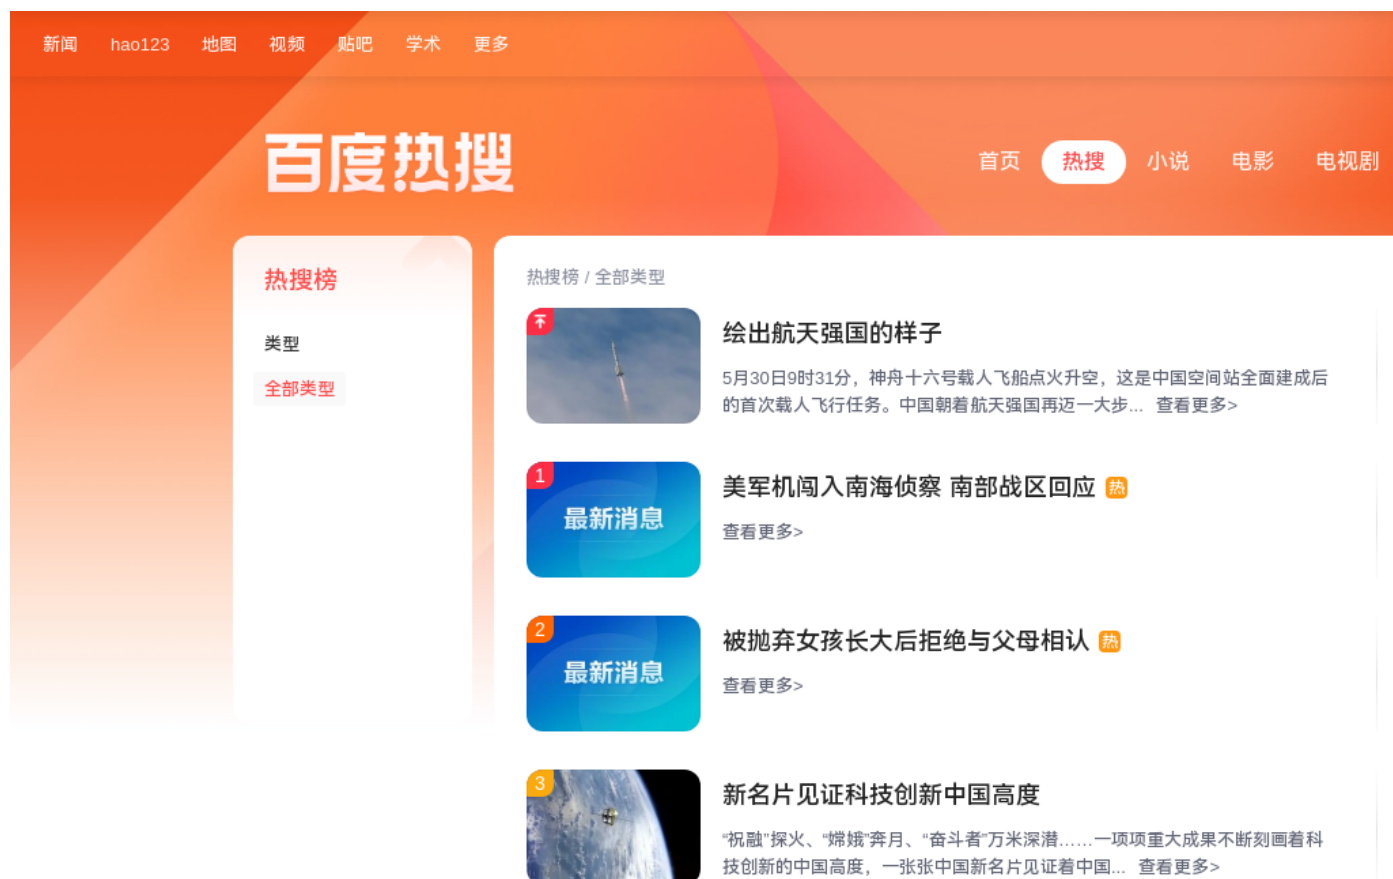 新闻 hao123 地图 视频 贴吧 学术 更多
百度热搜
首页 热搜 小说 电影 电视剧
热搜榜
类型
全部类型
热搜榜 / 全部类型
绘出航天强国的样子
5月30日9时31分，神舟十六号载人飞船点火升空，这是中国空间站全面建成后
的首次载人飞行任务。中国朝着航天强国再迈一大步... 查看更多>
1
最新消息
美军机闯入南海侦察 南部战区回应 热
查看更多>
2
最新消息
被抛弃女孩长大后拒绝与父母相认 热
查看更多>
3
新名片见证科技创新中国高度
“祝融”探火、“嫦娥”奔月、“奋斗者”万米深潜……一项项重大成果不断刻画着科
技创新的中国高度，一张张中国新名片见证着中国... 查看更多>